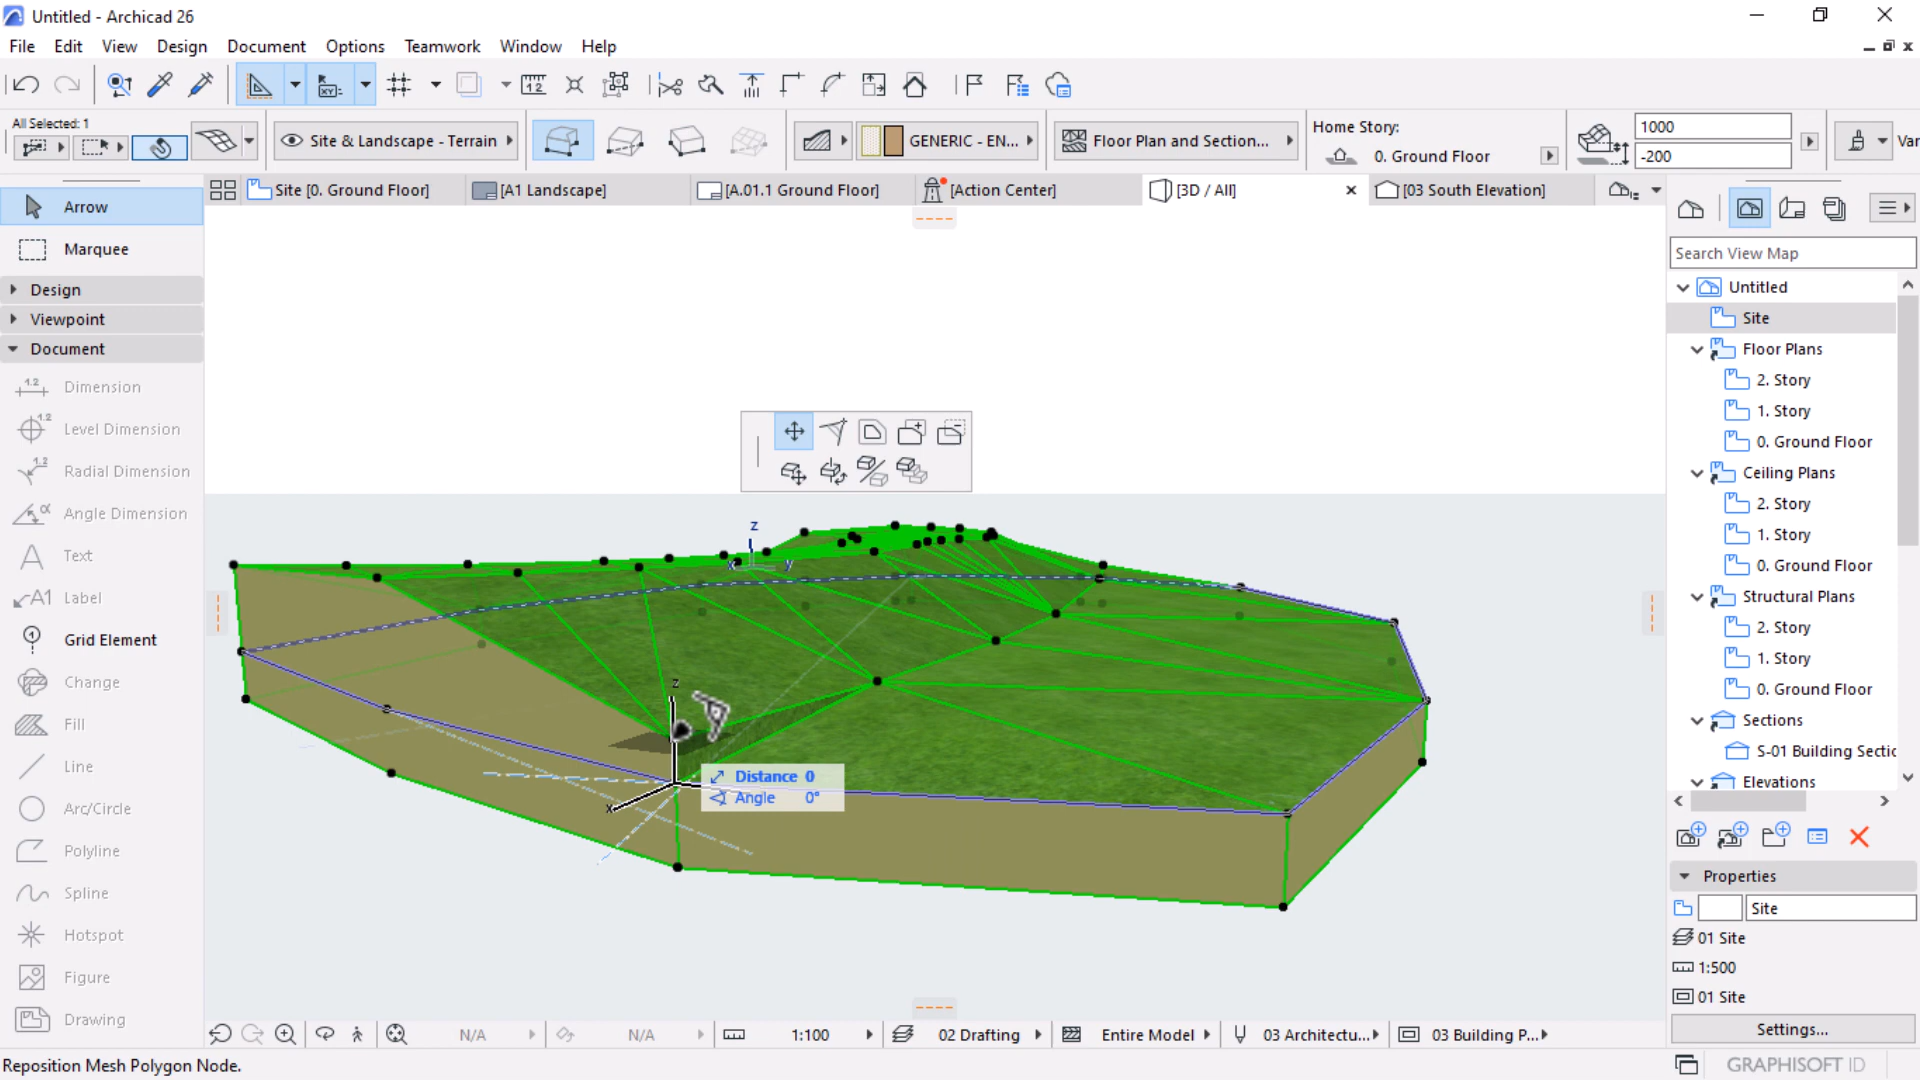 Untitled - Archicad 26
File Edit View Design Document Options Teamwork Window Help
All Selected: 1
Site & Landscape - Terrain
GENERIC - EN...
Floor Plan and Section...
Home Story:
0. Ground Floor
1000
-200
Var
Site [0. Ground Floor]
[A1 Landscape]
[A.01.1 Ground Floor]
[Action Center]
[3D / All]
[03 South Elevation]
Arrow
Marquee
Design
Viewpoint
Document
Dimension
Level Dimension
Radial Dimension
Angle Dimension
Text
Label
Grid Element
Change
Fill
Line
Arc/Circle
Polyline
Spline
Hotspot
Figure
Drawing
z
x
y
z
x
Distance 0
Angle 0°
Search View Map
Untitled
Site
Floor Plans
2. Story
1. Story
0. Ground Floor
Ceiling Plans
2. Story
1. Story
0. Ground Floor
Structural Plans
2. Story
1. Story
0. Ground Floor
Sections
S-01 Building Sectio
Elevations
Properties
Site
01 Site
1:500
01 Site
Settings...
N/A
N/A
1:100
02 Drafting
Entire Model
03 Architectu...
03 Building P...
Reposition Mesh Polygon Node.
GRAPHISOFT ID